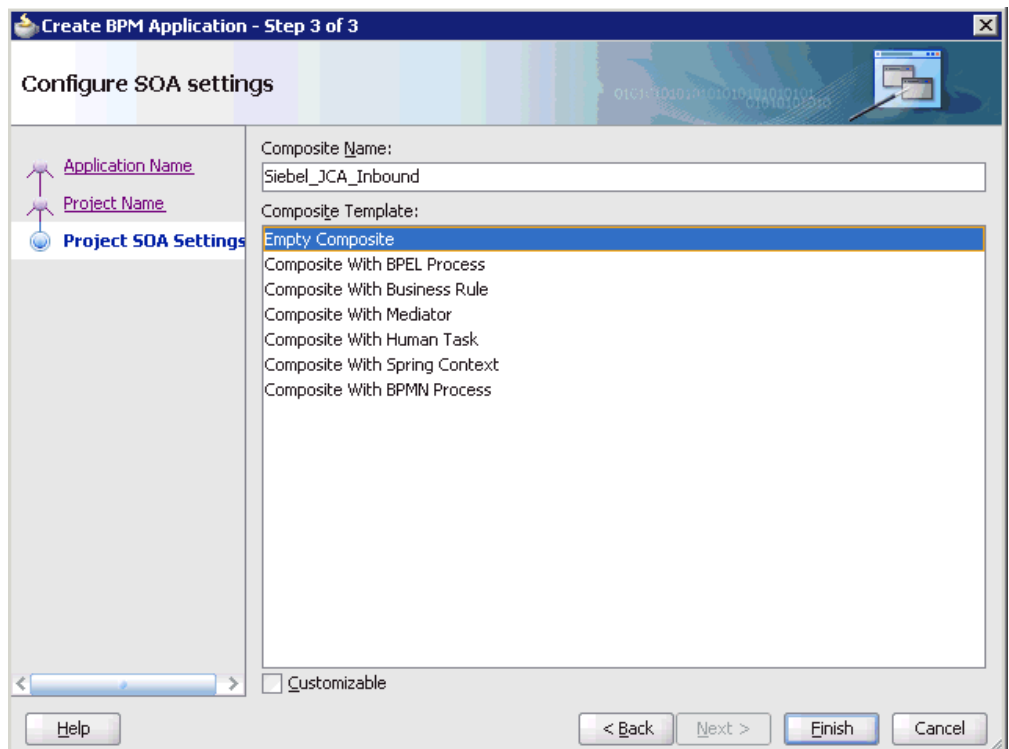 Create BPM Application - Step 3 of 3
Configure SOA settings
Application Name
Project Name
Project SOA Settings
Composite Name:
Siebel_JCA_Inbound
Composite Template:
Empty Composite
Composite With BPEL Process
Composite With Business Rule
Composite With Mediator
Composite With Human Task
Composite With Spring Context
Composite With BPMN Process
Customizable
Help
< Back
Next >
Finish
Cancel